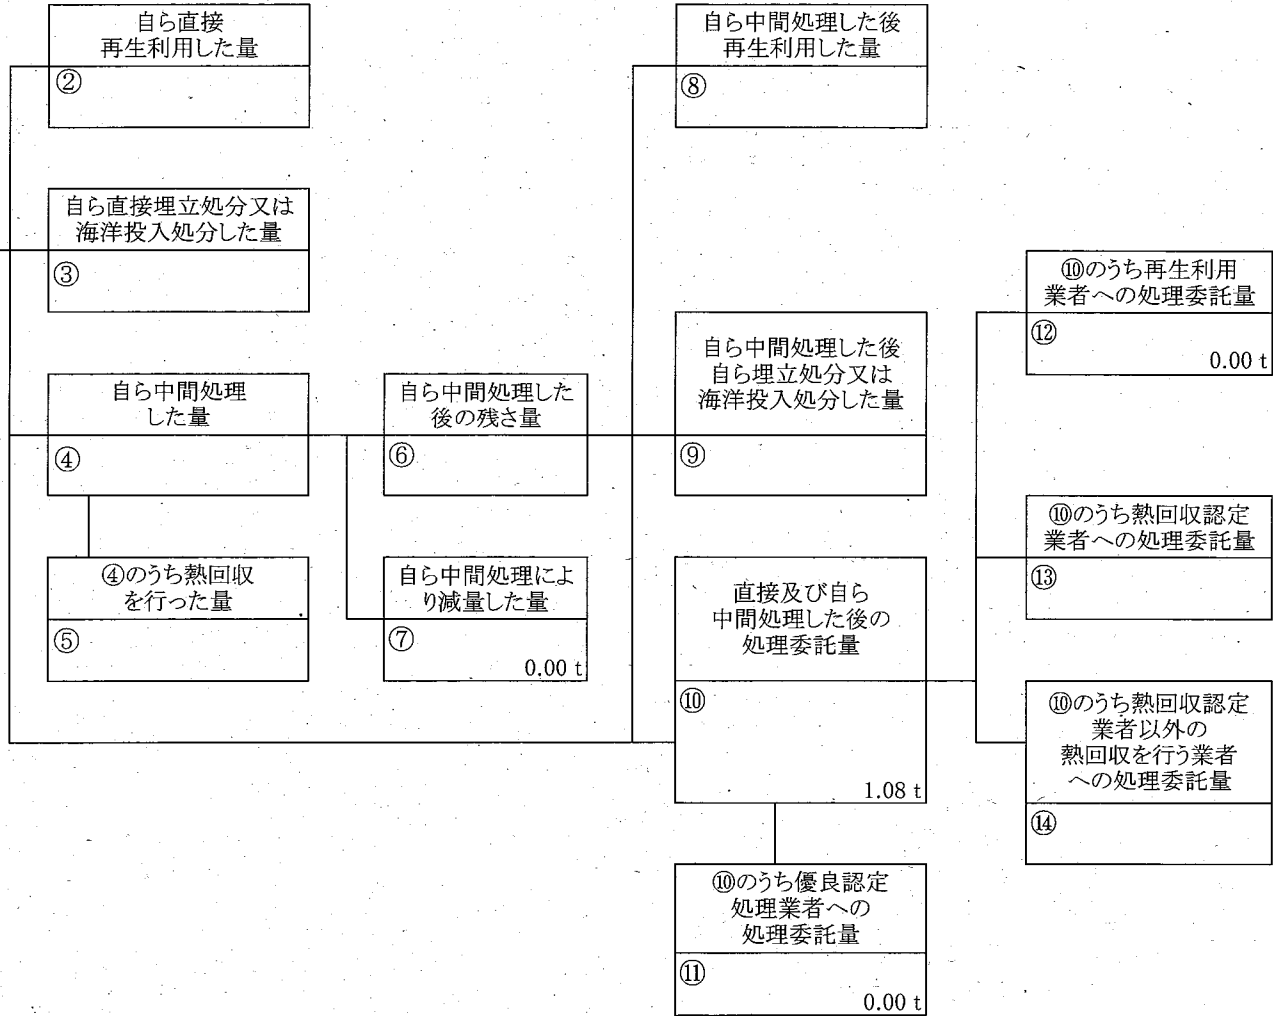 自ら直接
再生利用した量
②
自ら中間処理した後
再生利用した量
⑧
自ら直接埋立処分又は
海洋投入処分した量
③
⑩のうち再生利用
業者への処理委託量
⑫
0.00 t
自ら中間処理した後
自ら埋立処分又は
海洋投入処分した量
⑨
自ら中間処理
した量
④
自ら中間処理した
後の残さ量
⑥
⑩のうち熱回収認定
業者への処理委託量
⑬
④のうち熱回収
を行った量
⑤
自ら中間処理によ
り減量した量
⑦
0.00 t
直接及び自ら
中間処理した後の
処理委託量
⑩
1.08 t
⑩のうち熱回収認定
業者以外の
熱回収を行う業者
への処理委託量
⑭
⑩のうち優良認定
処理業者への
処理委託量
⑪
0.00 t